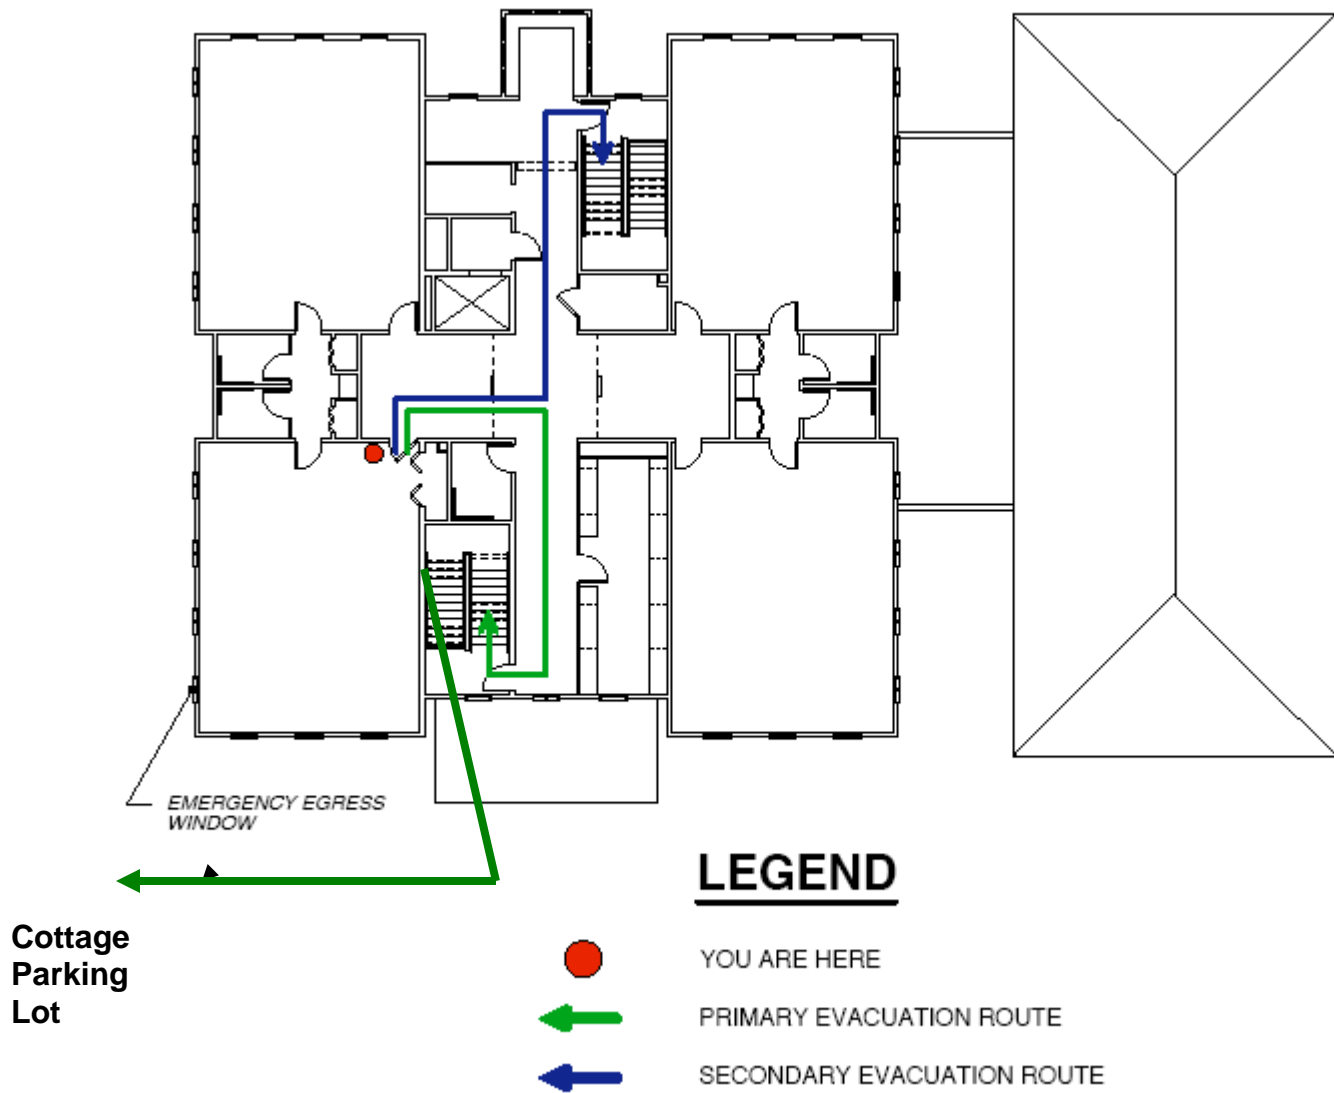 EMERGENCY EGRESS
WINDOW
Cottage
Parking
Lot
LEGEND
YOU ARE HERE
PRIMARY EVACUATION ROUTE
SECONDARY EVACUATION ROUTE